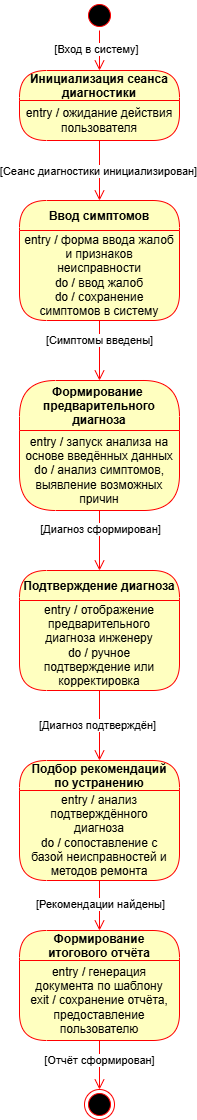 [Вход в систему]
Инициализация сеанса
диагностики
entry / ожидание действия
пользователя
[Сеанс диагностики инициализирован]
Ввод симптомов
entry / форма ввода жалоб
и признаков
неисправности
do / ввод жалоб
do / сохранение
симптомов в систему
[Симптомы введены]
Формирование
предварительного
диагноза
entry / запуск анализа на
основе введённых данных
do / анализ симптомов,
выявление возможных
причин
[Диагноз сформирован]
Подтверждение диагноза
entry / отображение
предварительного
диагноза инженеру
do / ручное
подтверждение или
корректировка
[Диагноз подтверждён]
Подбор рекомендаций
по устранению
entry / анализ
подтверждённого
диагноза
do / сопоставление с
базой неисправностей и
методов ремонта
[Рекомендации найдены]
Формирование
итогового отчёта
entry / генерация
документа по шаблону
exit / сохранение отчёта,
предоставление
пользователю
[Отчёт сформирован]